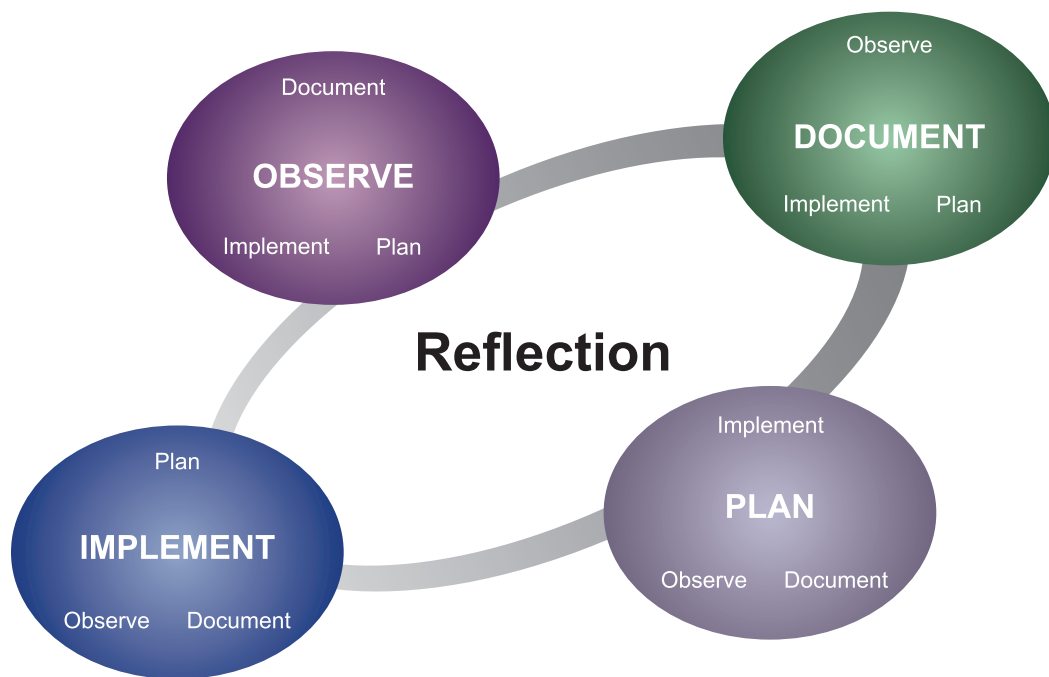 Document
OBSERVE
Implement Plan
Observe
DOCUMENT
Implement Plan
Reflection
Plan
IMPLEMENT
Observe Document
Implement
PLAN
Observe Document